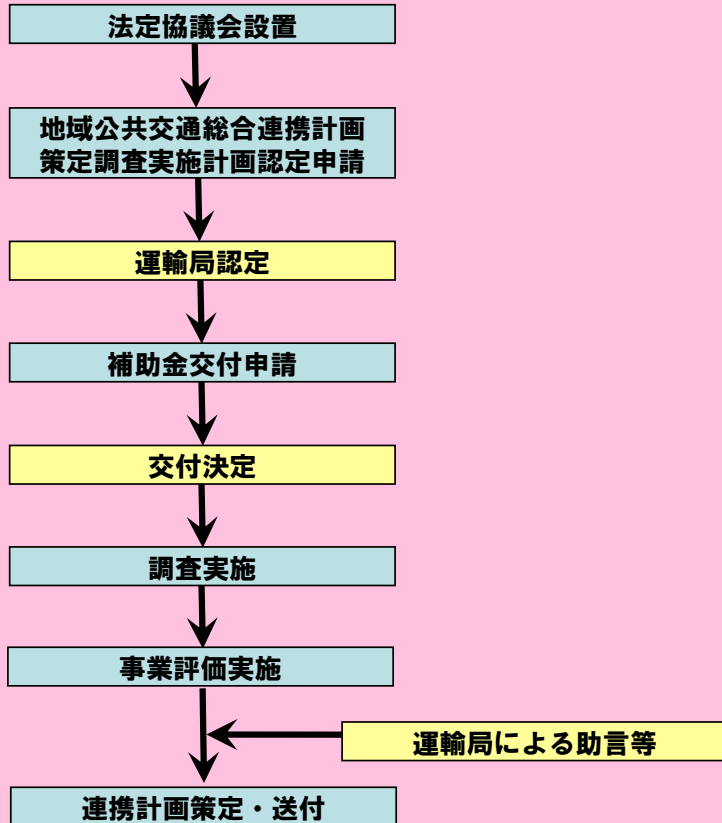 法定協議会設置
地域公共交通総合連携計画
策定調査実施計画認定申請
運輸局認定
補助金交付申請
交付決定
調査実施
事業評価実施
運輸局による助言等
連携計画策定・送付